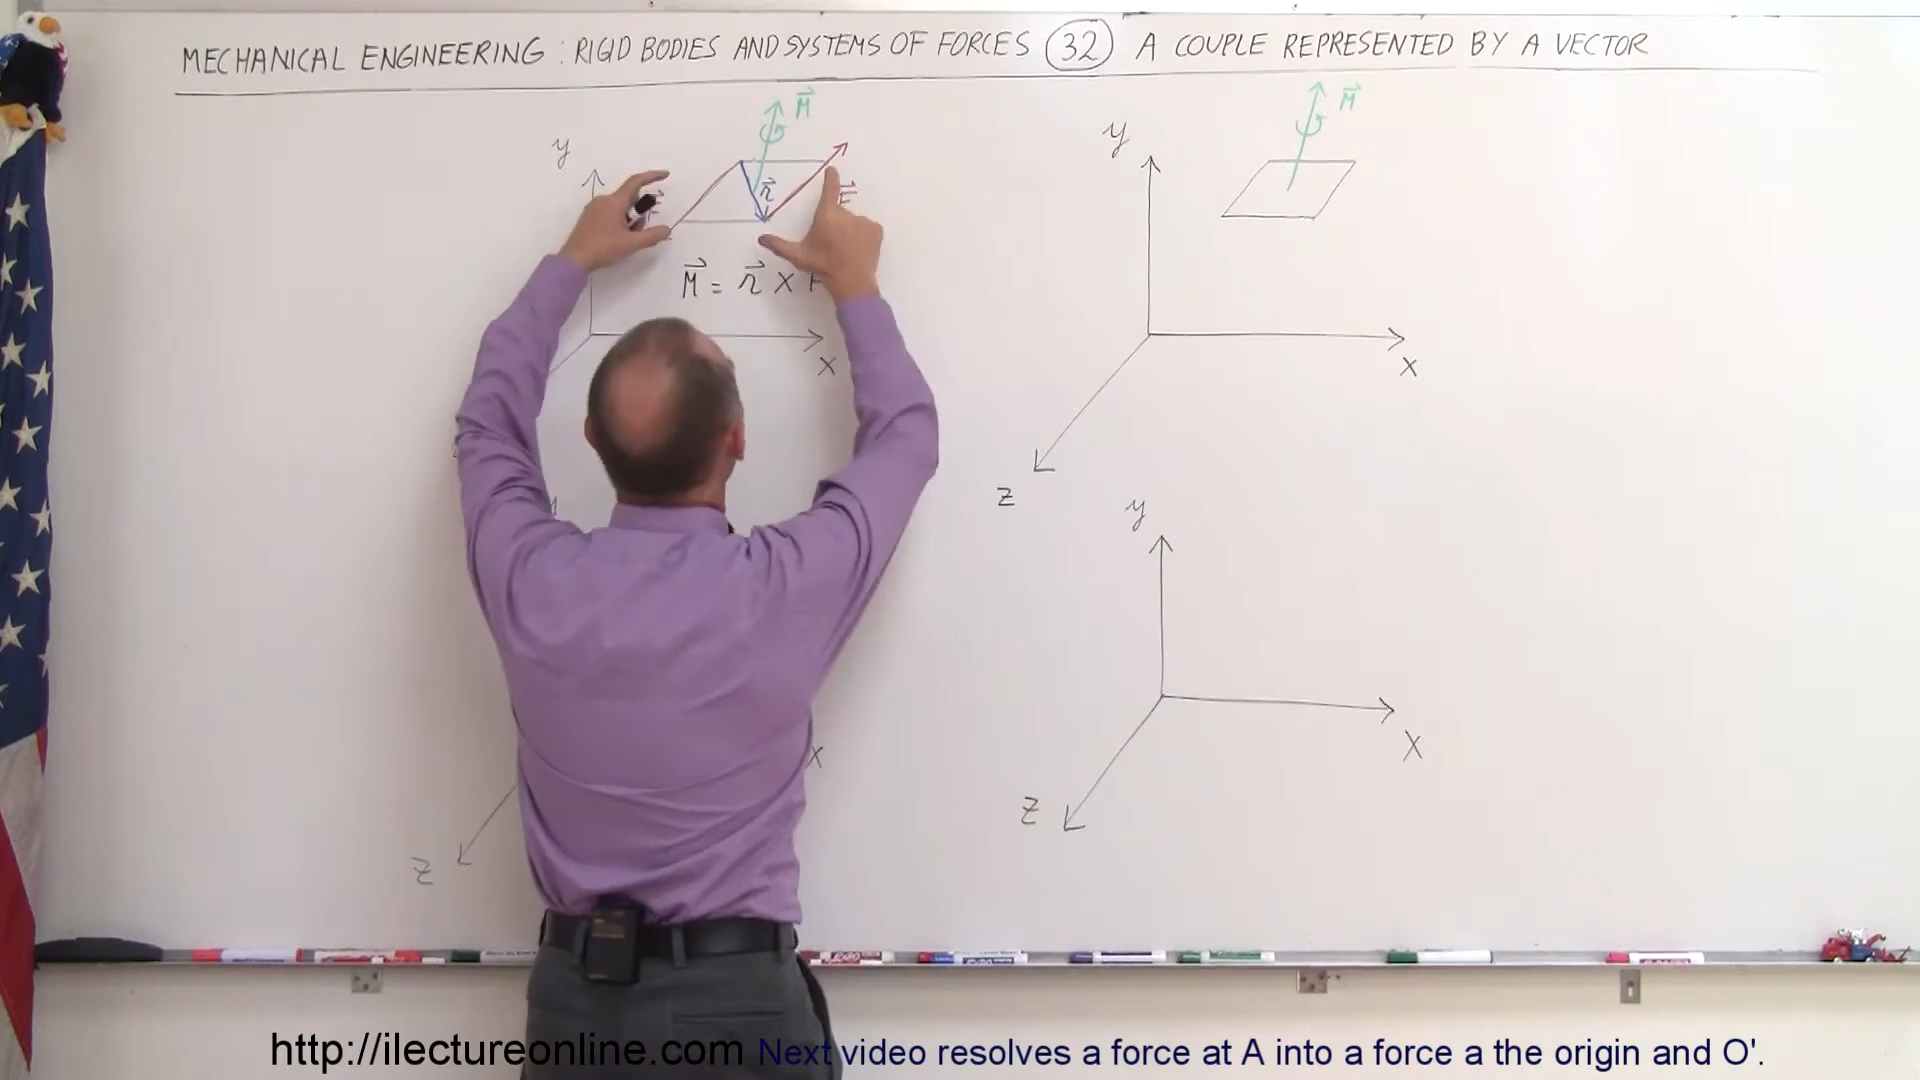 MECHANICAL ENGINEERING : RIGID BODIES AND SYSTEMS OF FORCES 32 A COUPLE REPRESENTED BY A VECTOR
M
M
y
y
r
F
F
M = r x F
x
x
z
y
x
x
z
z
http://ilectureonline.com Next video resolves a force at A into a force a the origin and O'.